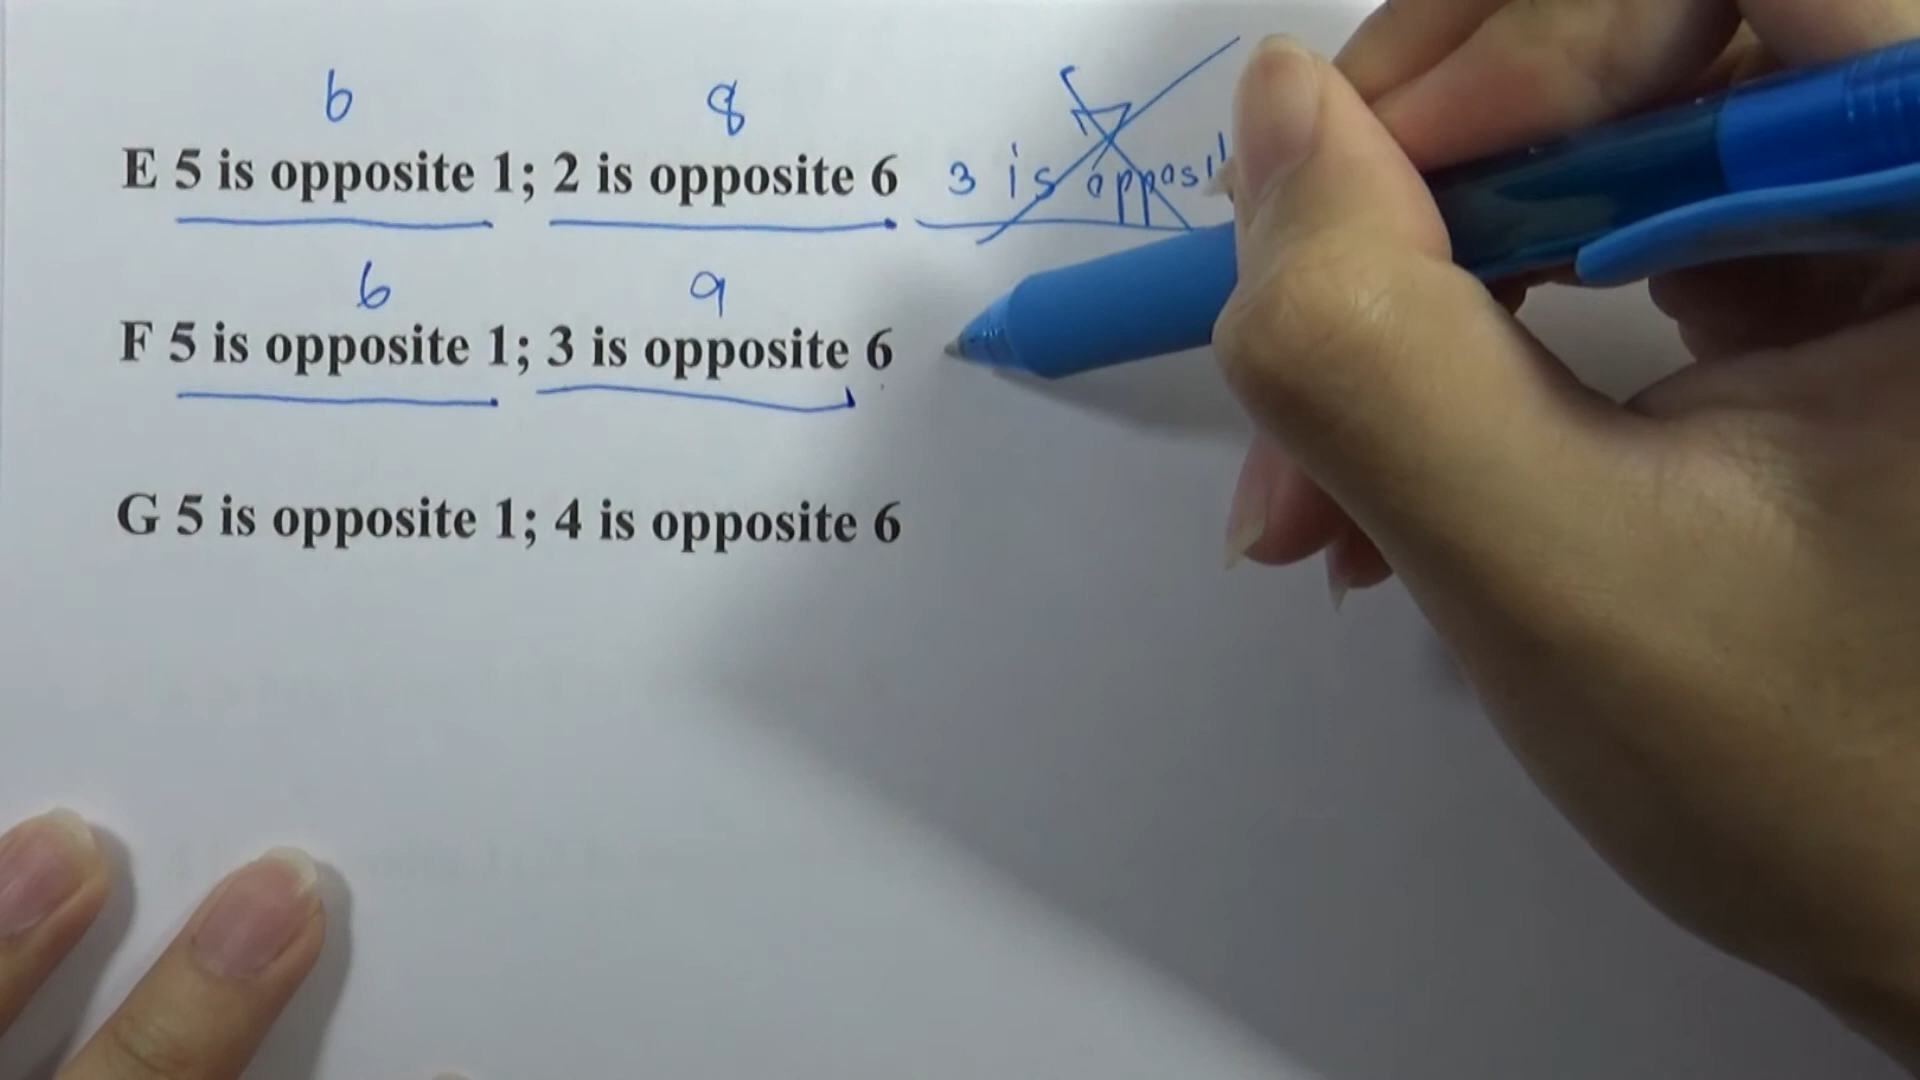 6 8
E 5 is opposite 1; 2 is opposite 6 3 is
6 9
F 5 is opposite 1; 3 is opposite 6
G 5 is opposite 1; 4 is opposite 6